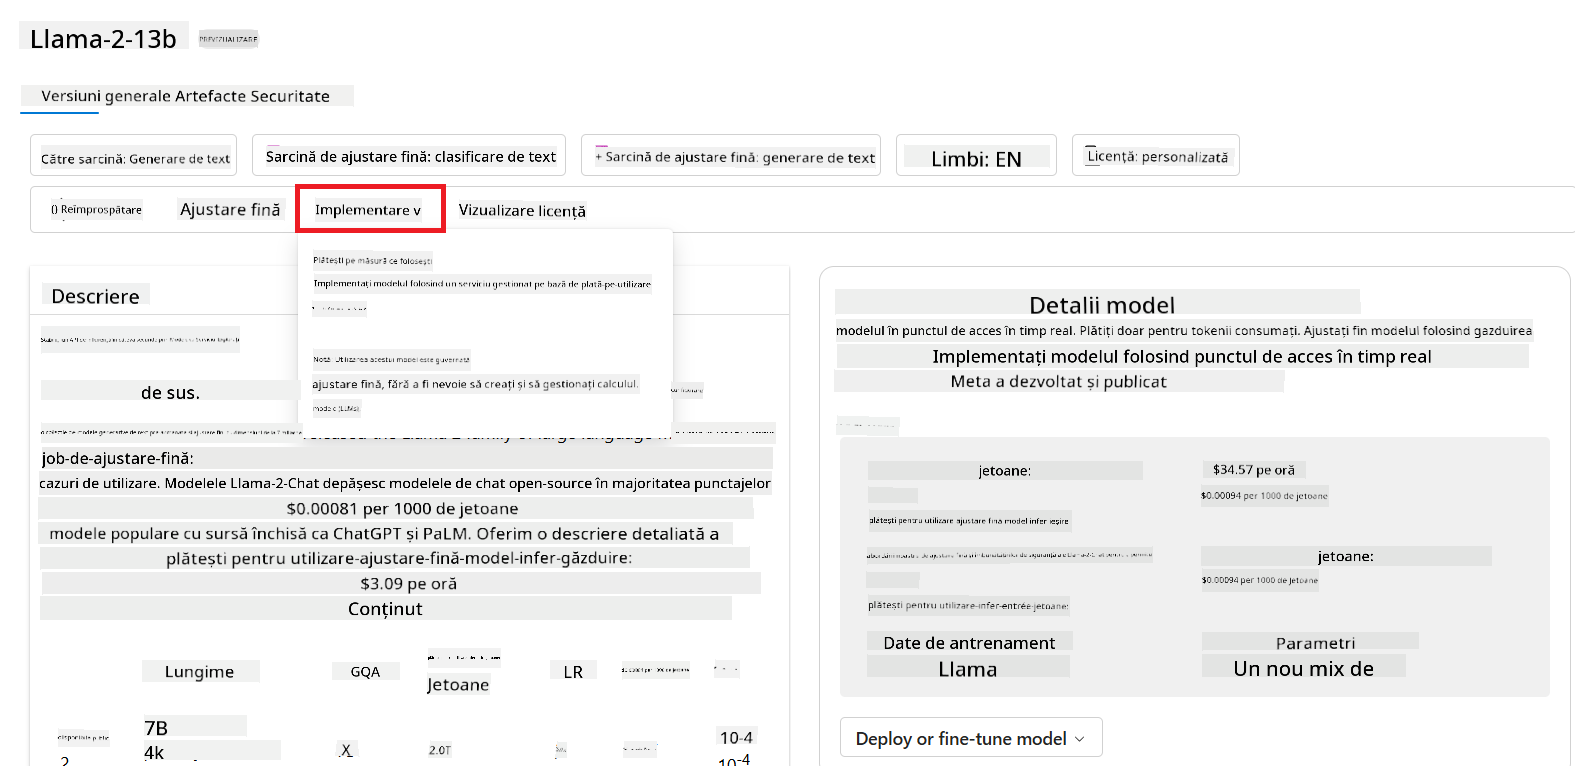 Llama-2-13b
PREVIZUALIZARE
Versiuni generale Artefacte Securitate
Către sarcină: Generare de text
Sarcină de ajustare fină: clasificare de text
+ Sarcină de ajustare fină: generare de text
Limbi: EN
Licență: personalizată
() Reîmprospătare
Ajustare fină
Implementare v
Vizualizare licență
Plătești pe măsură ce folosești
Implementați modelul folosind un serviciu gestionat pe bază de plată-pe-utilizare
Notă: Utilizarea acestui model este guvernată
ajustare fină, fără a fi nevoie să creați și să gestionați calculul.
modele (LLMs)
Descriere
de sus.
job-de-ajustare-fină:
cazuri de utilizare. Modelele Llama-2-Chat depășesc modelele de chat open-source în majoritatea punctajelor
$0.00081 per 1000 de jetoane
modele populare cu sursă închisă ca ChatGPT și PaLM. Oferim o descriere detaliată a
plătești pentru utilizare-ajustare-fină-model-infer-găzduire:
$3.09 pe oră
Conținut
Lungime
GQA
Jetoane
LR
disponibile public
7B
4k
2
X
2.0T
10-4
10-4
Detalii model
modelul în punctul de acces în timp real. Plătiți doar pentru tokenii consumați. Ajustați fin modelul folosind gazduirea
Implementați modelul folosind punctul de acces în timp real
Meta a dezvoltat și publicat
jetoane:
$34.57 pe oră
$0.00094 per 1000 de jetoane
plătești pentru utilizare ajustare fină model infer ieșire
jetoane:
$0.00094 per 1000 de jetoane
plătești pentru utilizare-infer-entrée-jetoane:
Date de antrenament
Parametri
Llama
Un nou mix de
Deploy or fine-tune model